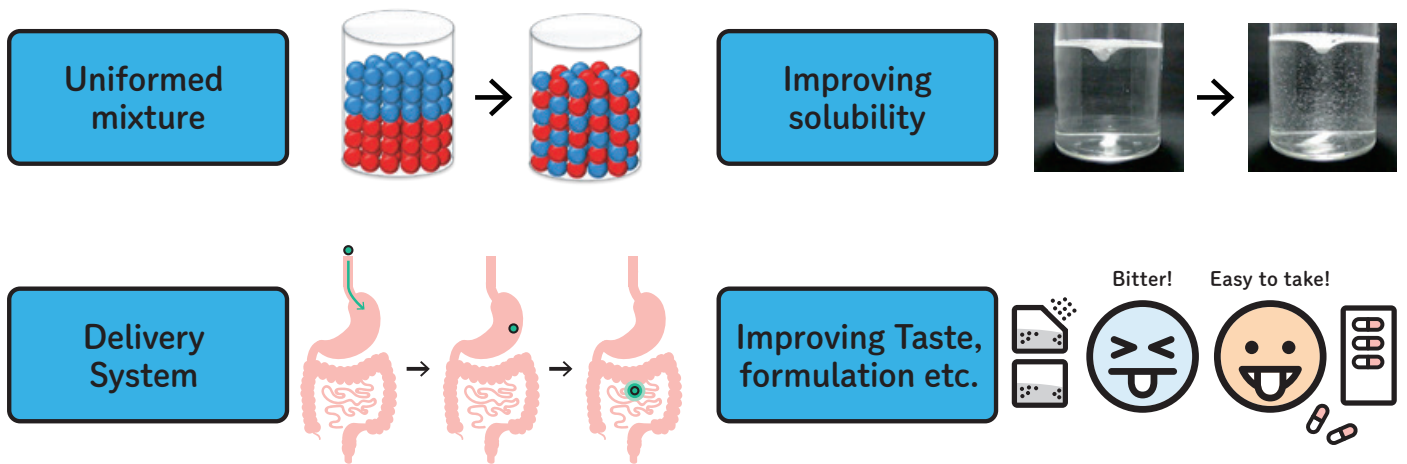 Uniformed
mixture
Improving
solubility
Delivery
System
Improving Taste,
formulation etc.
Bitter!
Easy to take!